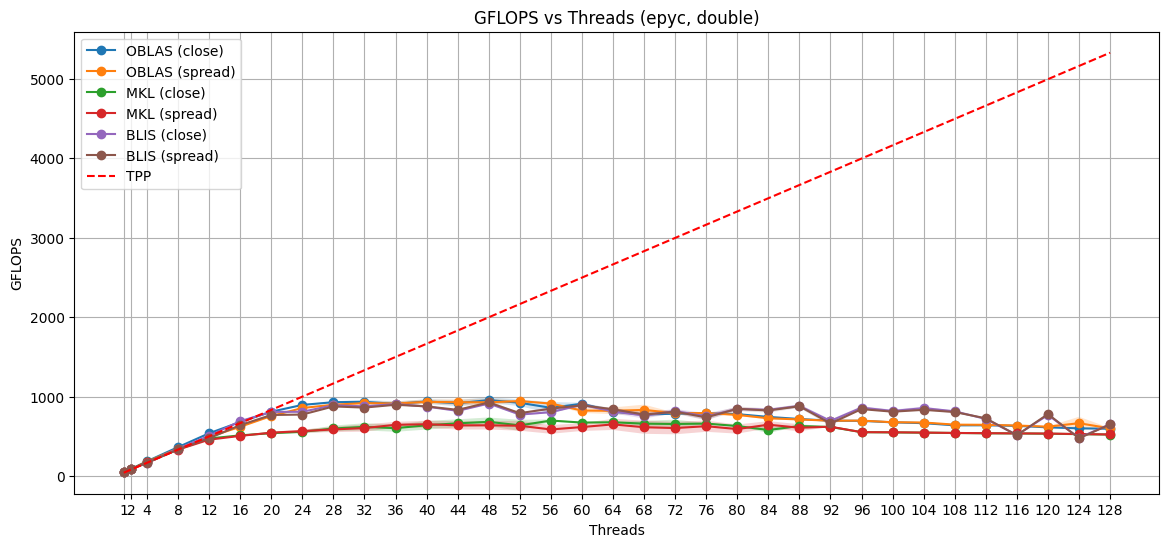 GFLOPS vs Threads (epyc, double)
OBLAS (close)
OBLAS (spread)
MKL (close)
MKL (spread)
BLIS (close)
BLIS (spread)
TPP
GFLOPS
5000
4000
3000
2000
1000
0
1 2 4 8 12 16 20 24 28 32 36 40 44 48 52 56 60 64 68 72 76 80 84 88 92 96 100 104 108 112 116 120 124 128
Threads